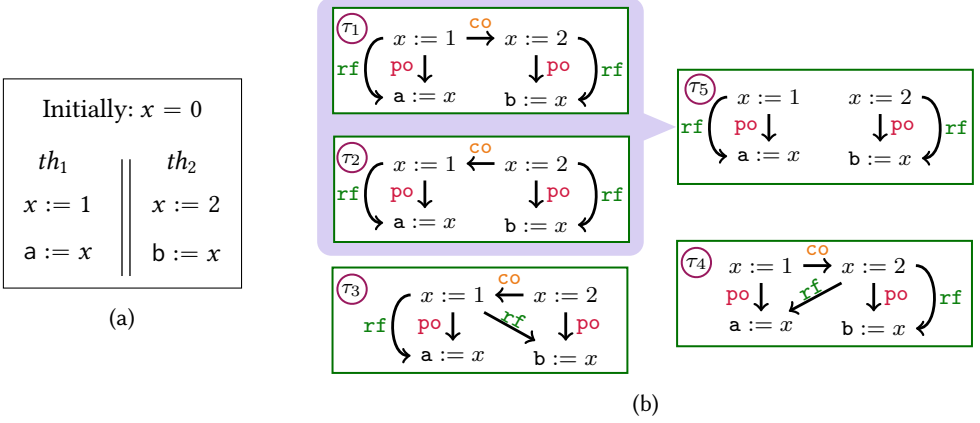 Initially: x = 0
th₁ th₂
x := 1 x := 2
a := x b := x
(a)
τ₁ x := 1 co x := 2
rf po po rf
a := x b := x
τ₂ x := 1 co x := 2
rf po po rf
a := x b := x
τ₃ x := 1 co x := 2
rf po rf po
a := x b := x
τ₅ x := 1 x := 2
rf po po rf
a := x b := x
τ₄ x := 1 co x := 2
po rf po rf
a := x b := x
(b)